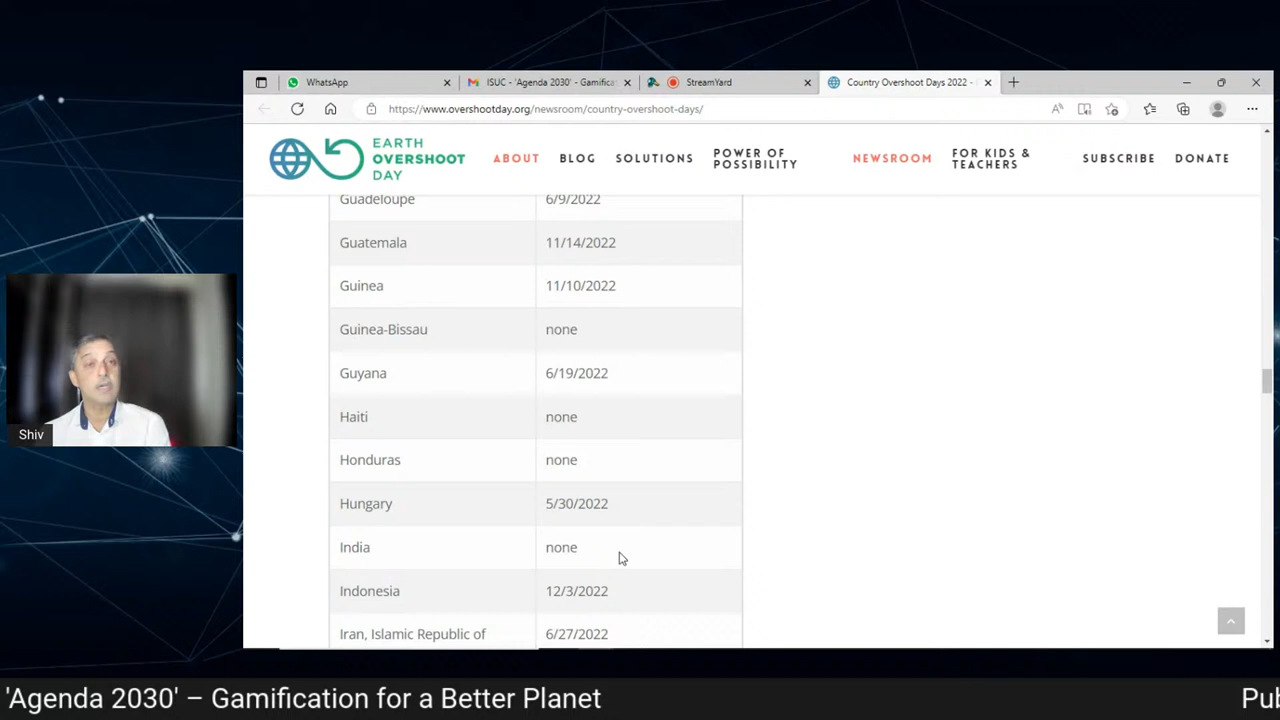 WhatsApp
ISUC - 'Agenda 2030' - Gamificat
StreamYard
Country Overshoot Days 2022 -
https://www.overshootday.org/newsroom/country-overshoot-days/
EARTH
OVERSHOOT
DAY
ABOUT
BLOG
SOLUTIONS
POWER OF
POSSIBILITY
NEWSROOM
FOR KIDS &
TEACHERS
SUBSCRIBE
DONATE
Guadeloupe 6/9/2022
Guatemala 11/14/2022
Guinea 11/10/2022
Guinea-Bissau none
Guyana 6/19/2022
Haiti none
Honduras none
Hungary 5/30/2022
India none
Indonesia 12/3/2022
Iran, Islamic Republic of 6/27/2022
Shiv
'Agenda 2030' – Gamification for a Better Planet